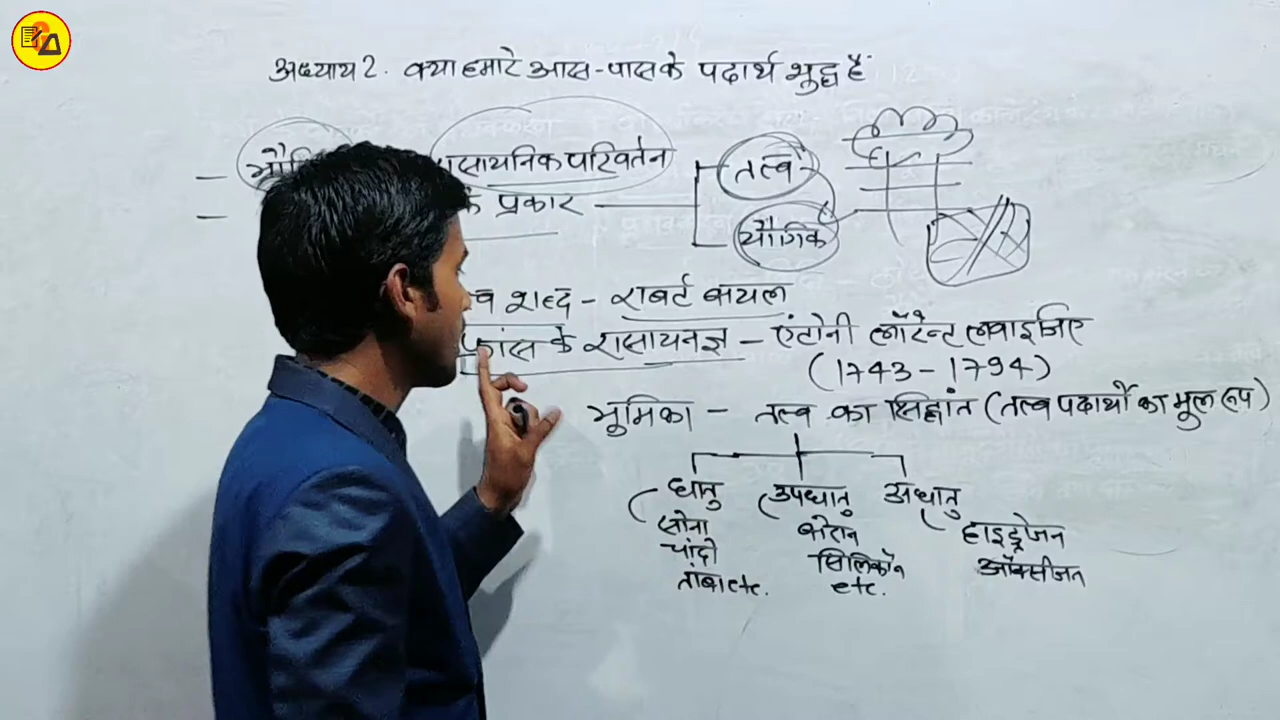 अध्याय 2. क्या हमारे आस-पास के पदार्थ शुद्ध हैं
रासायनिक परिवर्तन
के प्रकार
तत्व
यौगिक
शब्द - राबर्ट बायल
फ्रांस के रासायनज्ञ - एंटोनी लॉरेन्ट लवाइजिए
(1743 - 1794)
भुमिका - तत्व का सिद्धांत (तत्व पदार्थो का मुल रुप)
धातु उपधातु अधातु
सोना बोरान हाइड्रोजन
चांदी सिलिकॉन ऑक्सीजन
तांबा etc. etc.